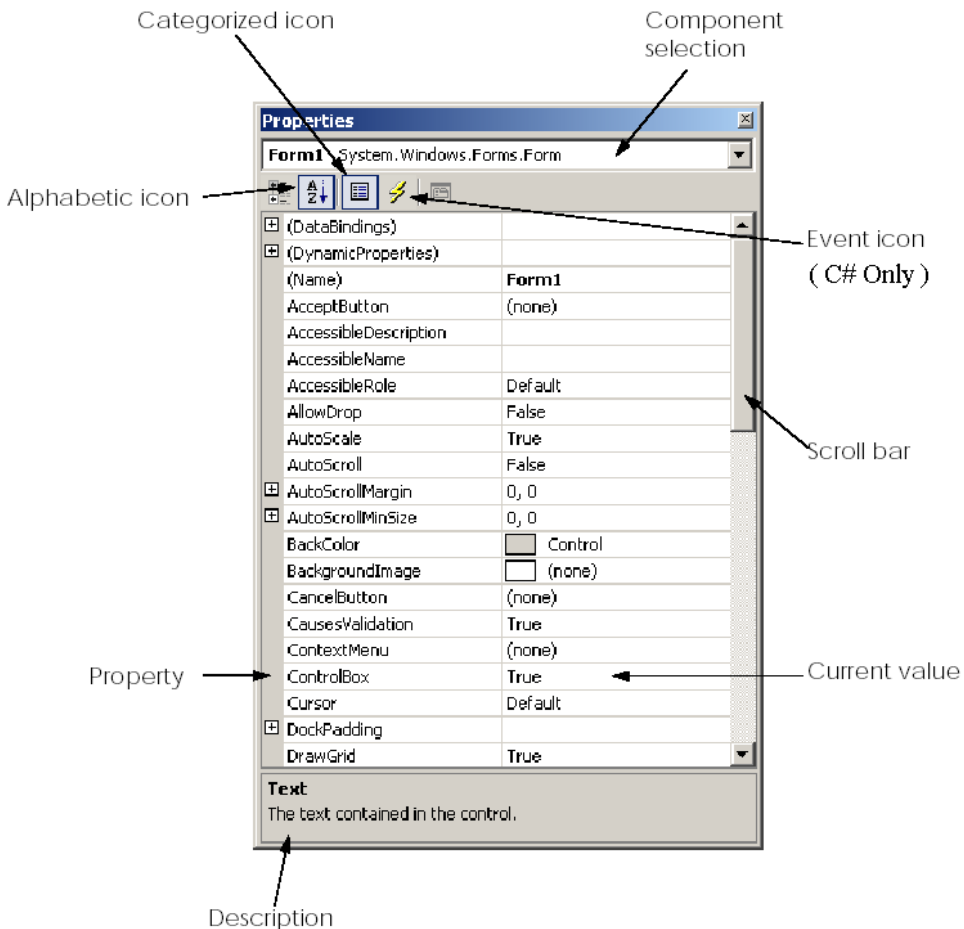 Categorized icon
Component
selection
Properties
Form1 System.Windows.Forms.Form
Alphabetic icon
A
Z
(DataBindings)
Event icon
( C# Only )
(DynamicProperties)
(Name) Form1
AcceptButton (none)
AccessibleDescription
AccessibleName
AccessibleRole Default
AllowDrop False
AutoScale True
AutoScroll False
Scroll bar
AutoScrollMargin 0, 0
AutoScrollMinSize 0, 0
BackColor Control
BackgroundImage (none)
CancelButton (none)
CausesValidation True
ContextMenu (none)
Property ControlBox True Current value
Cursor Default
DockPadding
DrawGrid True
Text
The text contained in the control.
Description